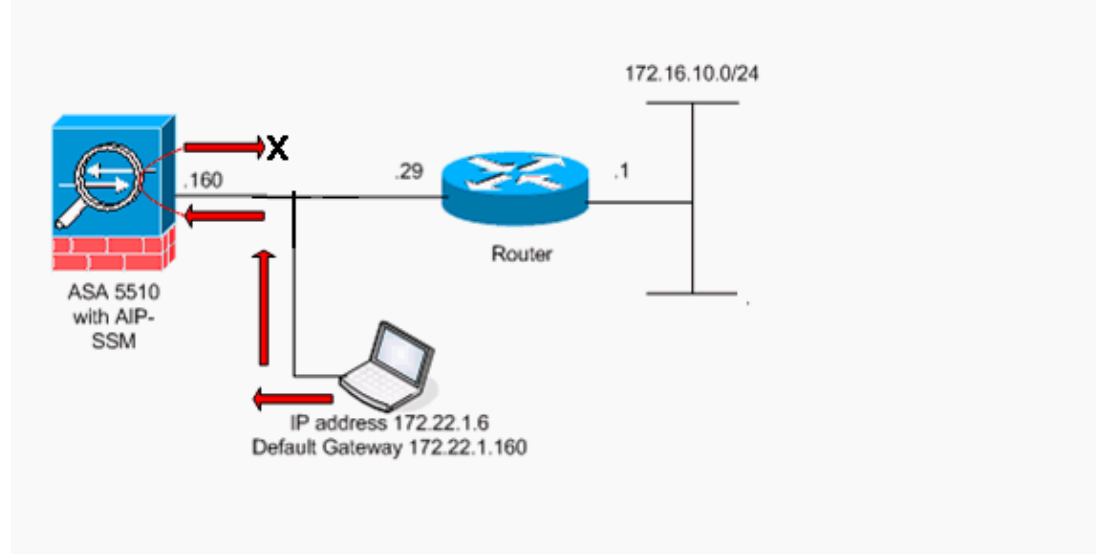 172.16.10.0/24
X
.160
.29
.1
Router
ASA 5510
with AIP-
SSM
IP address 172.22.1.6
Default Gateway 172.22.1.160